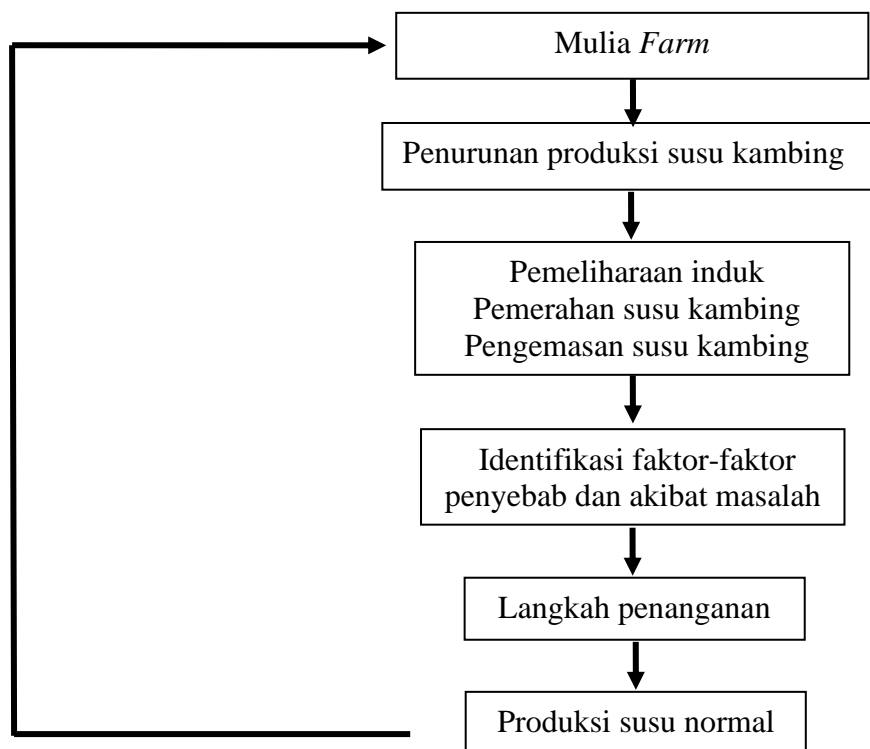 Mulia Farm
Penurunan produksi susu kambing
Pemeliharaan induk
Pemerahan susu kambing
Pengemasan susu kambing
Identifikasi faktor-faktor
penyebab dan akibat masalah
Langkah penanganan
Produksi susu normal